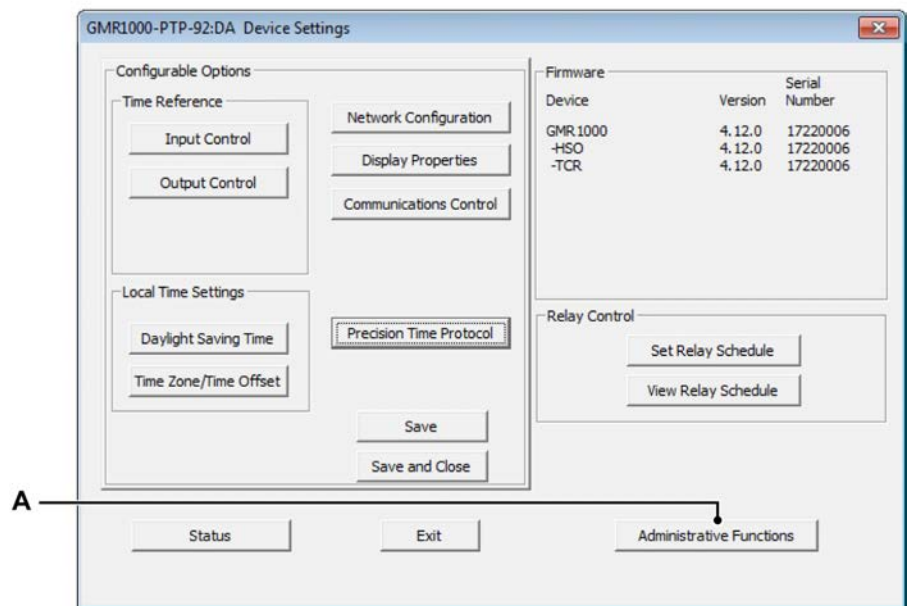 GMR1000-PTP-92:DA Device Settings
Configurable Options
Time Reference
Input Control
Output Control
Network Configuration
Display Properties
Communications Control
Local Time Settings
Daylight Saving Time
Time Zone/Time Offset
Precision Time Protocol
Save
Save and Close
Firmware
Device Version Serial Number
GMR1000 4.12.0 17220006
-HSO 4.12.0 17220006
-TCR 4.12.0 17220006
Relay Control
Set Relay Schedule
View Relay Schedule
A
Status
Exit
Administrative Functions